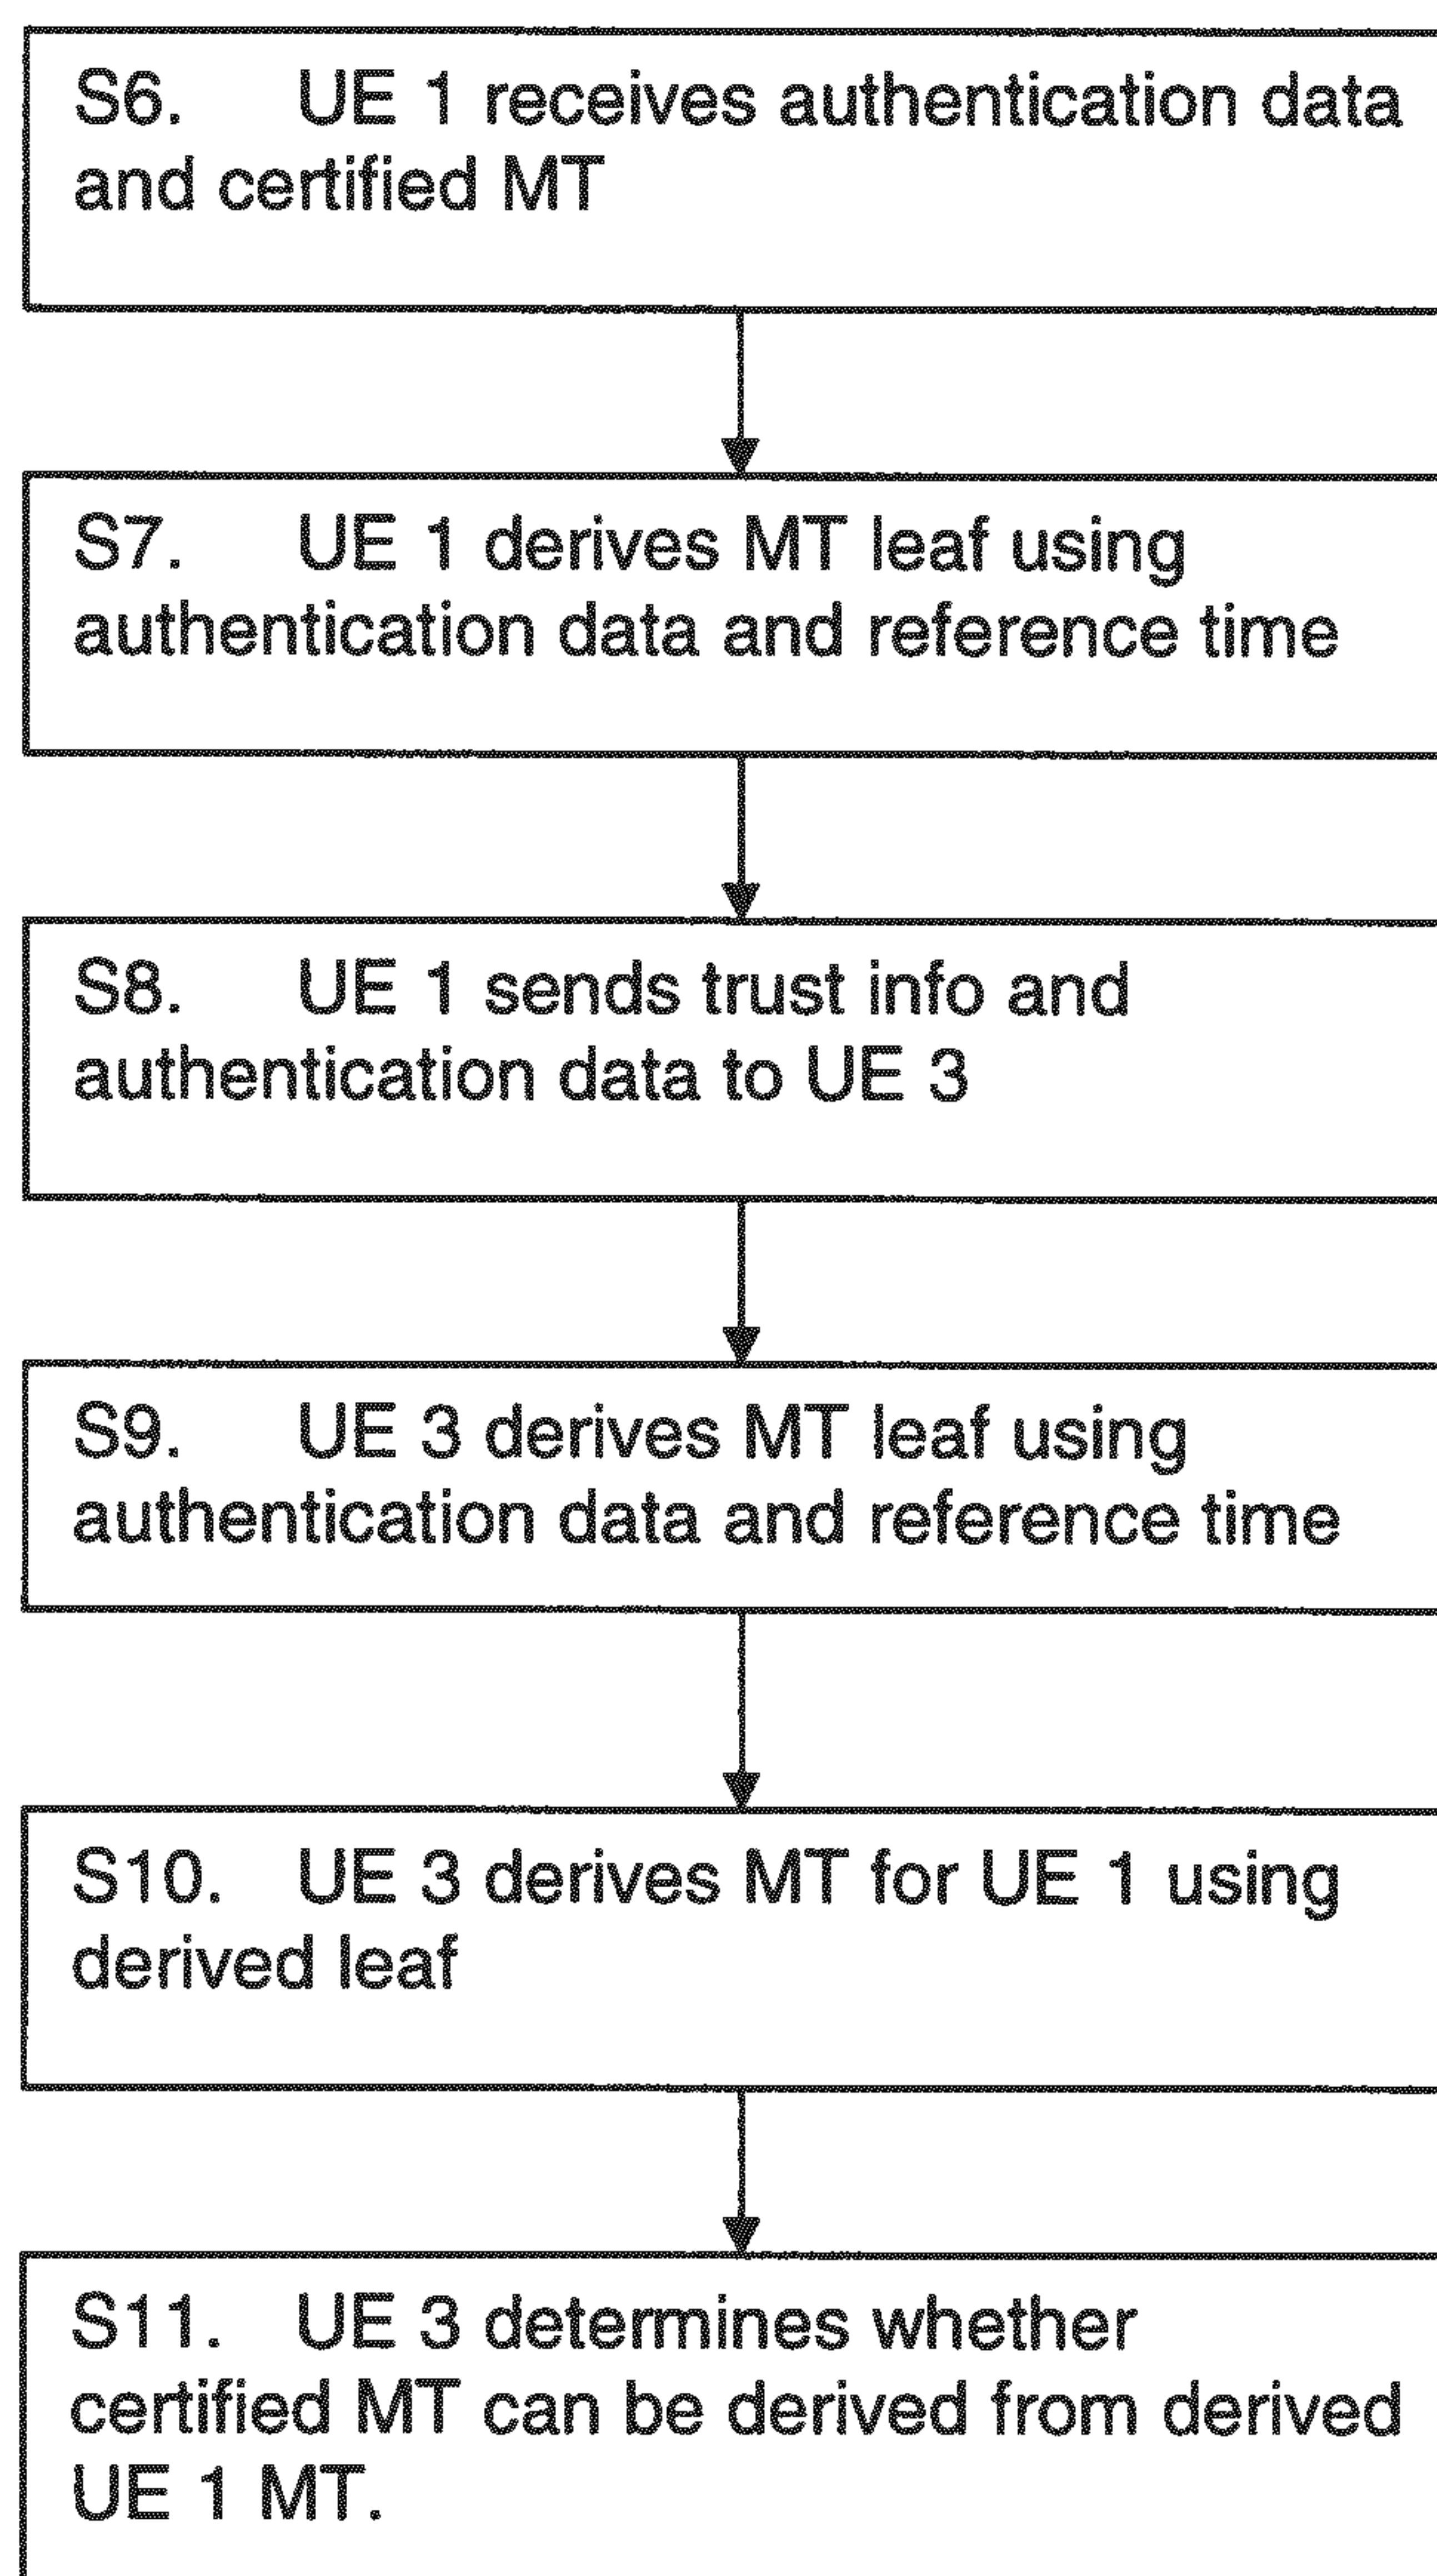 S6. UE 1 receives authentication data
and certified MT
S7. UE 1 derives MT leaf using
authentication data and reference time
S8. UE 1 sends trust info and
authentication data to UE 3
S9. UE 3 derives MT leaf using
authentication data and reference time
S10. UE 3 derives MT for UE 1 using
derived leaf
S11. UE 3 determines whether
certified MT can be derived from derived
UE 1 MT.